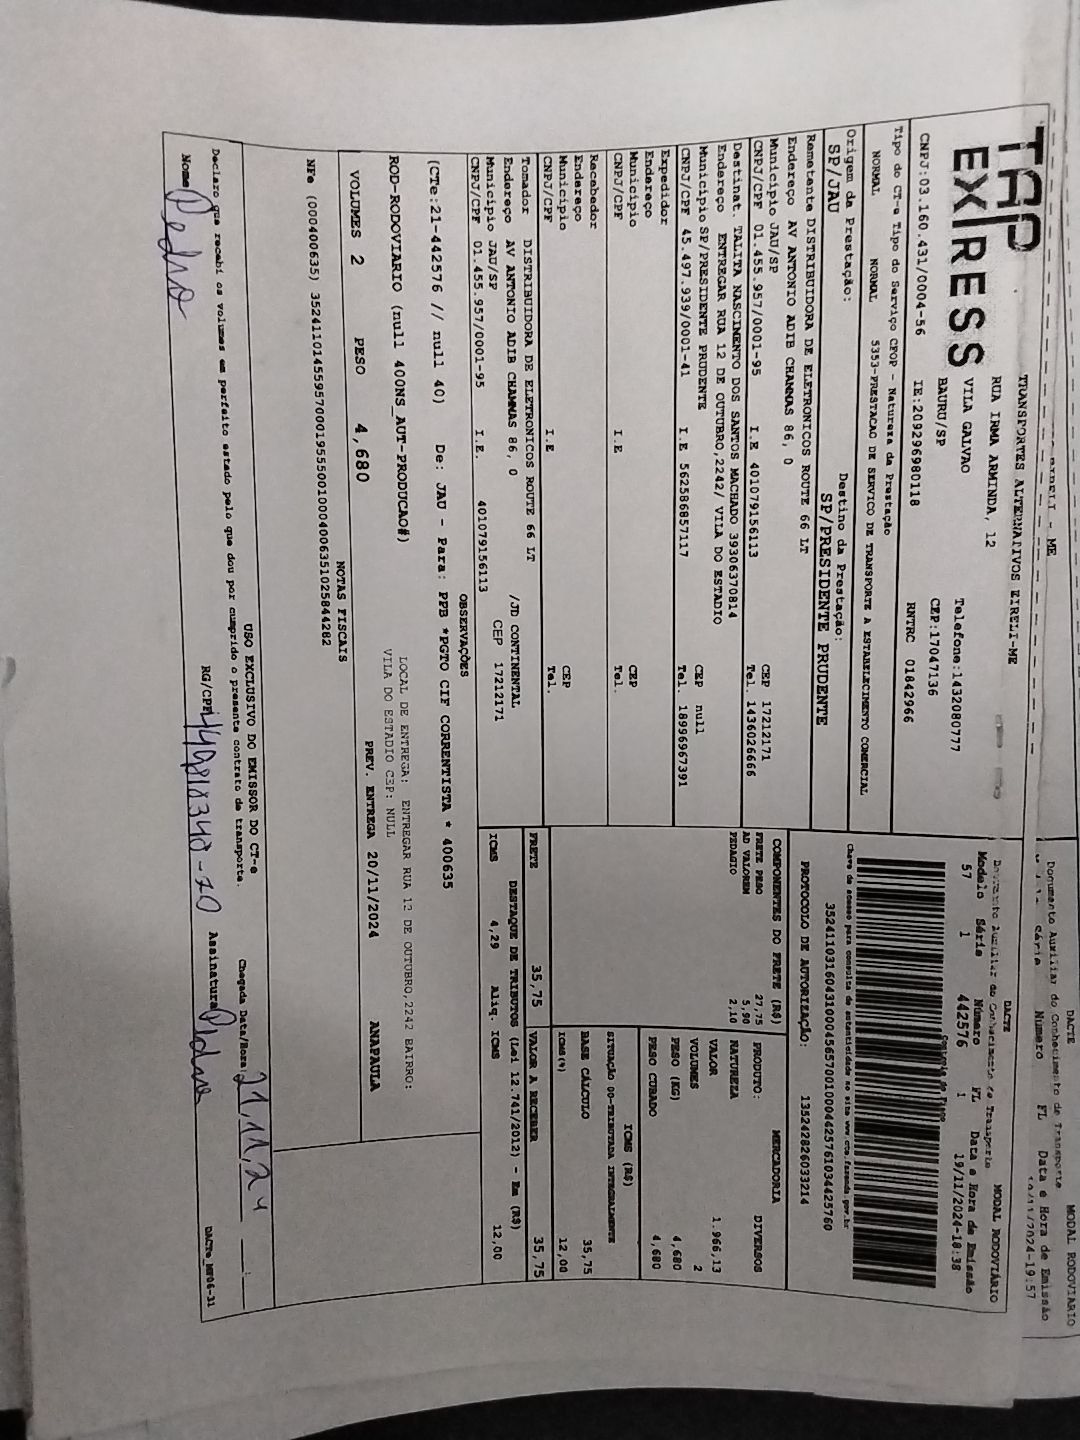 TAP EXPRESS
TRANSPORTES ALTERNATIVOS EIRELI-ME
RUA IRMA ARMINDA, 12
VILA GALVAO
BAURU/SP
Telefone:1432080777
CEP:17047136
CNPJ:03.160.431/0004-56 IE:209296980118 RNTRC 01842966
DACTE
Documento Auxiliar do Conhecimento de Transporte
MODAL RODOVIÁRIO
Modelo Série Número FL Data e Hora de Emissão
57 1 442576 1 19/11/2024-18:38
Tipo do CT-e Tipo do Serviço CFOP - Natureza da Prestação
NORMAL NORMAL 5353-PRESTACAO DE SERVICO DE TRANSPORTE A ESTABELECIMENTO COMERCIAL
Chave de acesso para consulta de autenticidade no site www.cte.fazenda.gov.br
35241103160431000456570010004425761034425760
PROTOCOLO DE AUTORIZAÇÃO: 135242826033214
Origem da Prestação: Destino da Prestação:
SP/JAU SP/PRESIDENTE PRUDENTE
Remetente DISTRIBUIDORA DE ELETRONICOS ROUTE 66 LT
Endereço AV ANTONIO ADIB CHAMMAS 86, 0
Município JAU/SP CEP 17212171
CNPJ/CPF 01.455.957/0001-95 I.E 401079156113 Tel. 1436026666
Destinat. TALITA NASCIMENTO DOS SANTOS MACHADO 39306370814
Endereço ENTREGAR RUA 12 DE OUTUBRO,2242/ VILA DO ESTADIO
Município SP/PRESIDENTE PRUDENTE CEP null
CNPJ/CPF 45.497.939/0001-41 I.E 562586857117 Tel 18996967391
Expedidor
Endereço
Município CEP
CNPJ/CPF I.E Tel.
Recebedor
Endereço
Município CEP
CNPJ/CPF I.E Tel.
Tomador DISTRIBUIDORA DE ELETRONICOS ROUTE 66 LT
Endereço AV ANTONIO ADIB CHAMMAS 86, 0 /JD CONTINENTAL
Município JAU/SP CEP 17212171
CNPJ/CPF 01.455.957/0001-95 I.E. 401079156113
COMPONENTES DO FRETE (R$)
FRETE PESO 27,75
AD VALOREM 5,90
PEDAGIO 2,10
FRETE 35,75
MERCADORIA
PRODUTO: DIVERSOS
NATUREZA
VALOR 1.966,13
VOLUMES 2
PESO (KG) 4,680
PESO CUBADO 4,680
ICMS (R$)
SITUAÇÃO 00-TRIBUTADA INTEGRALMENTE
BASE CÁLCULO 35,75
ICMS(%) 12,00
VALOR A RECEBER 35,75
DESTAQUE DE TRIBUTOS (Lei 12.741/2012) - Em (R$)
ICMS 4,29 Aliq. ICMS 12,00
OBSERVAÇÕES
(CTe:21-442576 // null 40) De: JAU - Para: PPB *PGTO CIF CORRENTISTA * 400635
ROD-RODOVIARIO (null 400NS_AUT-PRODUCAO#)
LOCAL DE ENTREGA: ENTREGAR RUA 12 DE OUTUBRO,2242 BAIRRO:
VILA DO ESTADIO CEP: NULL
VOLUMES 2 PESO 4,680 PREV. ENTREGA 20/11/2024 ANAPAULA
NOTAS FISCAIS
NFe (000400635) 35241101455957000195550010004006351025844282
USO EXCLUSIVO DO EMISSOR DO CT-e
Declaro que recebi os volumes em perfeito estado pelo que dou por cumprido o presente contrato de transporte.
Chegada Data/Hora 21,11,24
Nome Pedro RG/CPF Assinatura Pedro
DACTe_MF06-31